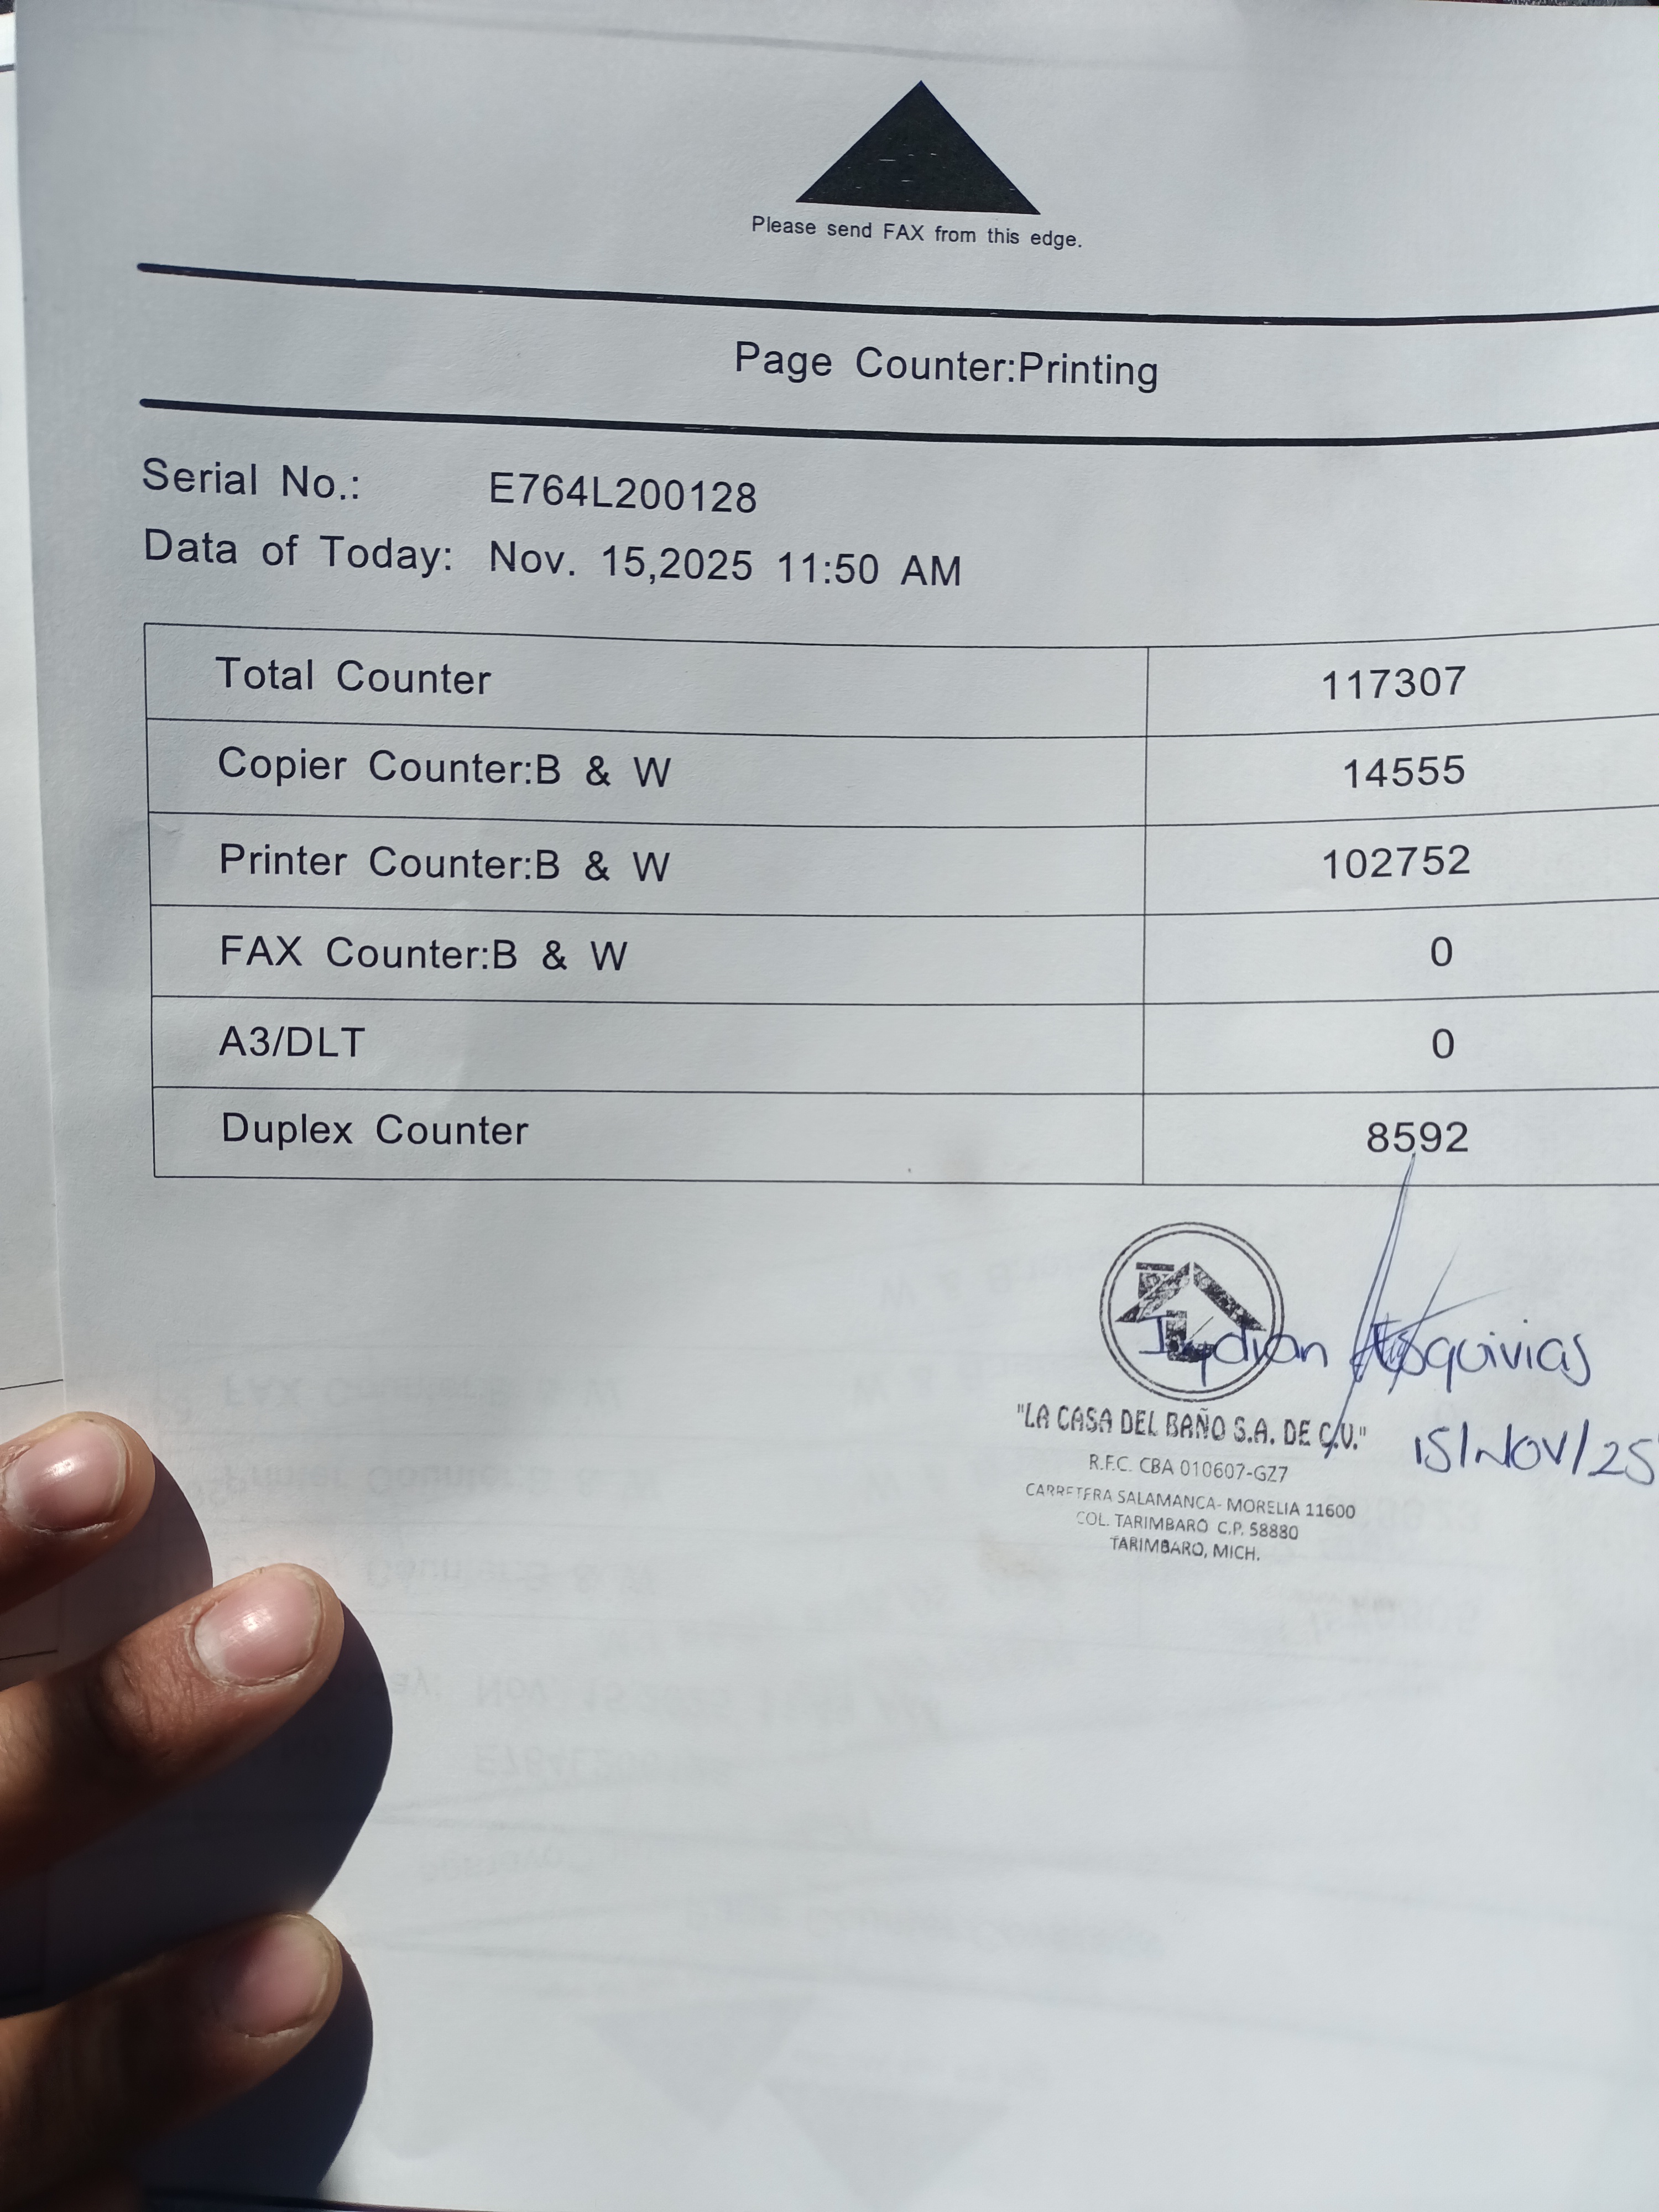 Please send FAX from this edge.
Page Counter:Printing
Serial No.: E764L200128
Data of Today: Nov. 15,2025 11:50 AM
Total Counter 117307
Copier Counter:B & W 14555
Printer Counter:B & W 102752
FAX Counter:B & W 0
A3/DLT 0
Duplex Counter 8592
Esquivias
15/NOV/25
"LA CASA DEL BAÑO S.A. DE C.V."
R.F.C. CBA 010607-GZ7
CARRETERA SALAMANCA- MORELIA 11600
COL. TARIMBARO C.P. 58880
TARIMBARO, MICH.